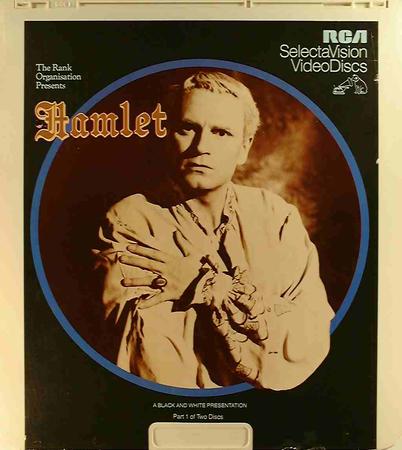 RCA
SelectaVision
VideoDiscs
The Rank
Organisation
Presents
Hamlet
A BLACK AND WHITE PRESENTATION
Part 1 of Two Discs